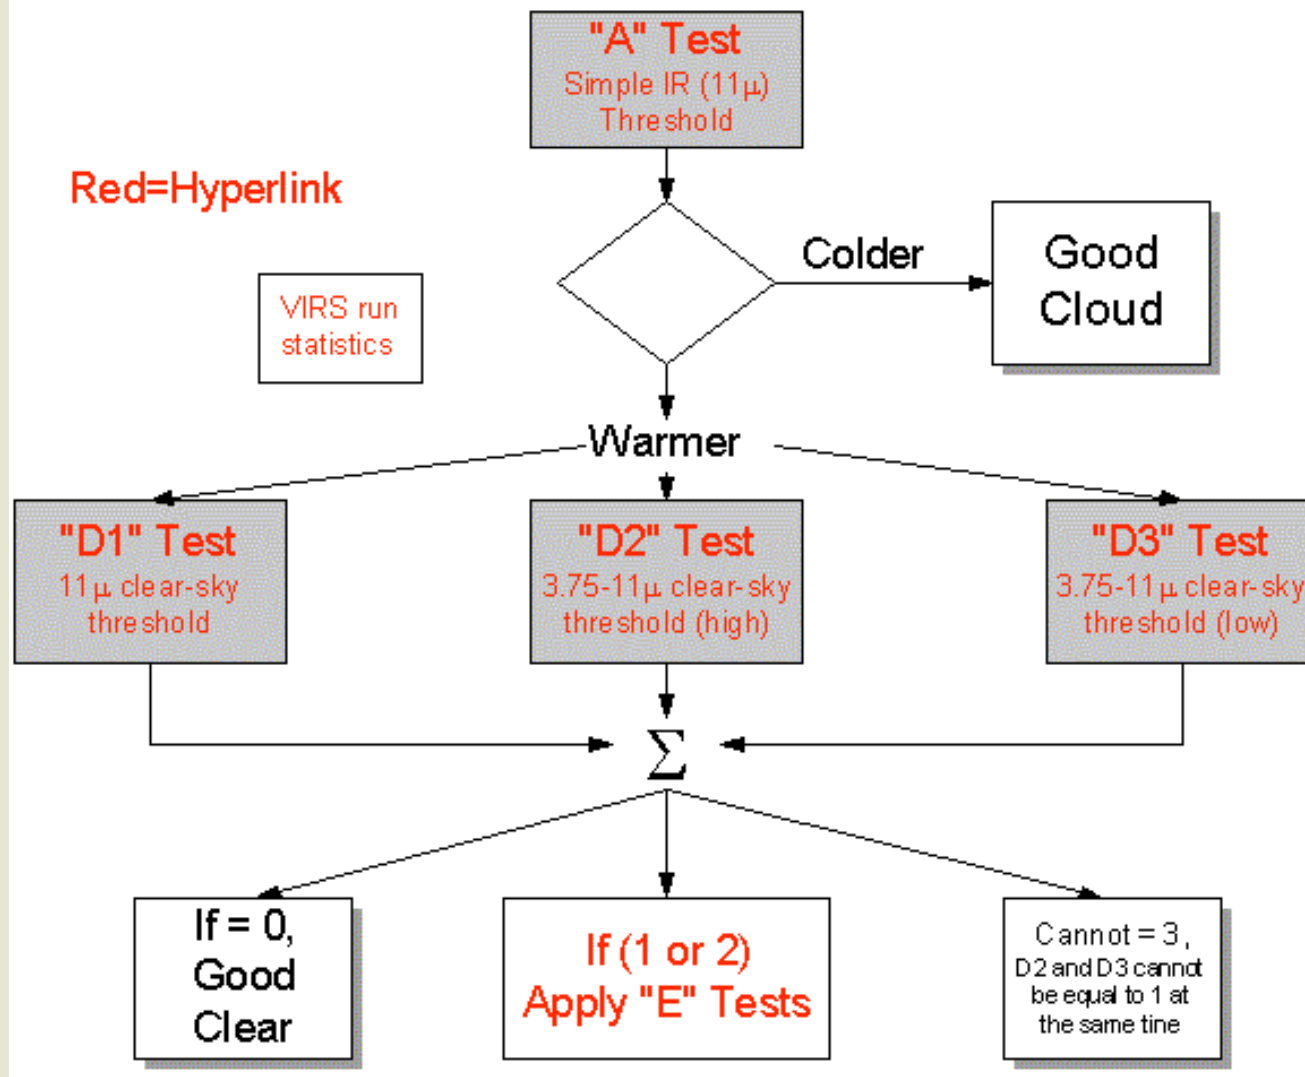 "A" Test
Simple IR (11μ)
Threshold
Red=Hyperlink
Colder
Good
Cloud
VIRS run
statistics
Warmer
"D1" Test
11μ clear-sky
threshold
"D2" Test
3.75-11μ clear-sky
threshold (high)
"D3" Test
3.75-11μ clear-sky
threshold (low)
Σ
If = 0,
Good
Clear
If (1 or 2)
Apply "E" Tests
Cannot = 3,
D2 and D3 cannot
be equal to 1 at
the same tine